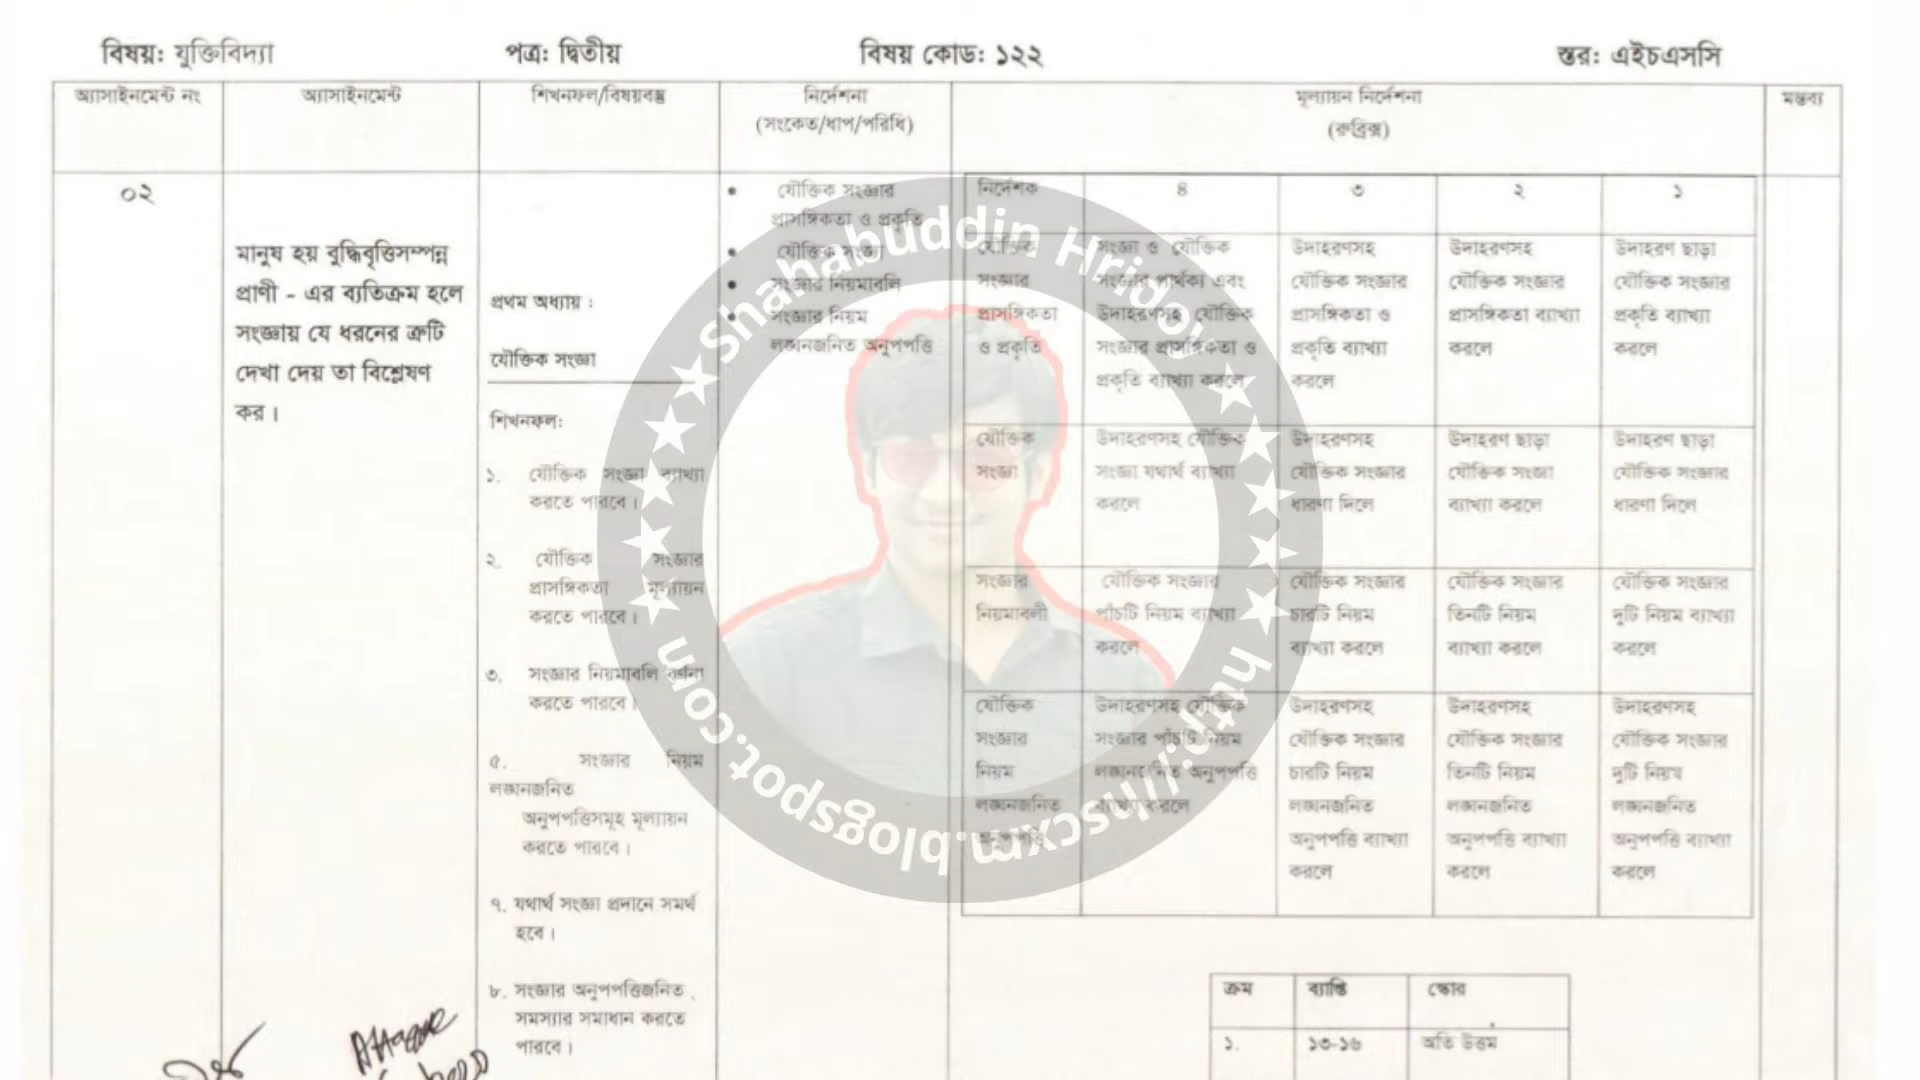 বিষয়: যুক্তিবিদ্যা পত্র: দ্বিতীয় বিষয় কোড: ১২২ স্তর: এইচএসসি
অ্যাসাইনমেন্ট নং
অ্যাসাইনমেন্ট
শিখনফল/বিষয়বস্তু
নির্দেশনা
(সংকেত/ধাপ/পরিধি)
মূল্যায়ন নির্দেশনা
(রুব্রিক্স)
মন্তব্য
০২
মানুষ হয় বুদ্ধিবৃত্তিসম্পন্ন
প্রাণী - এর ব্যতিক্রম হলে
সংজ্ঞায় যে ধরনের ত্রুটি
দেখা দেয় তা বিশ্লেষণ
কর।
প্রথম অধ্যায় :
যৌক্তিক সংজ্ঞা
শিখনফল:
১. যৌক্তিক সংজ্ঞা ব্যাখ্যা
করতে পারবে।
২. যৌক্তিক সংজ্ঞার
প্রাসঙ্গিকতা মূল্যায়ন
করতে পারবে।
৩. সংজ্ঞার নিয়মাবলি বর্ণনা
করতে পারবে।
৫. সংজ্ঞার নিয়ম
লঙ্ঘনজনিত
অনুপপত্তিসমূহ মূল্যায়ন
করতে পারবে।
৭. যথার্থ সংজ্ঞা প্রদানে সমর্থ
হবে।
৮. সংজ্ঞার অনুপপত্তিজনিত
সমস্যার সমাধান করতে
পারবে।
• যৌক্তিক সংজ্ঞার
প্রাসঙ্গিকতা ও প্রকৃতি
• যৌক্তিক সংজ্ঞা
• সংজ্ঞার নিয়মাবলি
• সংজ্ঞার নিয়ম
লঙ্ঘনজনিত অনুপপত্তি
নির্দেশক ৪ ৩ ২ ১
যৌক্তিক
সংজ্ঞার
প্রাসঙ্গিকতা
ও প্রকৃতি
সংজ্ঞা ও যৌক্তিক
সংজ্ঞার পার্থক্য এবং
উদাহরণসহ যৌক্তিক
সংজ্ঞার প্রাসঙ্গিকতা ও
প্রকৃতি ব্যাখ্যা করলে
উদাহরণসহ
যৌক্তিক সংজ্ঞার
প্রাসঙ্গিকতা ও
প্রকৃতি ব্যাখ্যা
করলে
উদাহরণসহ
যৌক্তিক সংজ্ঞার
প্রাসঙ্গিকতা ব্যাখ্যা
করলে
উদাহরণ ছাড়া
যৌক্তিক সংজ্ঞার
প্রকৃতি ব্যাখ্যা
করলে
যৌক্তিক
সংজ্ঞা
উদাহরণসহ যৌক্তিক
সংজ্ঞা যথার্থ ব্যাখ্যা
করলে
উদাহরণসহ
যৌক্তিক সংজ্ঞার
ধারণা দিলে
উদাহরণ ছাড়া
যৌক্তিক সংজ্ঞা
ব্যাখ্যা করলে
উদাহরণ ছাড়া
যৌক্তিক সংজ্ঞার
ধারণা দিলে
সংজ্ঞার
নিয়মাবলী
যৌক্তিক সংজ্ঞার
পাঁচটি নিয়ম ব্যাখ্যা
করলে
যৌক্তিক সংজ্ঞার
চারটি নিয়ম
ব্যাখ্যা করলে
যৌক্তিক সংজ্ঞার
তিনটি নিয়ম
ব্যাখ্যা করলে
যৌক্তিক সংজ্ঞার
দুটি নিয়ম ব্যাখ্যা
করলে
যৌক্তিক
সংজ্ঞার
নিয়ম
লঙ্ঘনজনিত
অনুপপত্তি
উদাহরণসহ যৌক্তিক
সংজ্ঞার পাঁচটি নিয়ম
লঙ্ঘনজনিত অনুপপত্তি
ব্যাখ্যা করলে
উদাহরণসহ
যৌক্তিক সংজ্ঞার
চারটি নিয়ম
লঙ্ঘনজনিত
অনুপপত্তি ব্যাখ্যা
করলে
উদাহরণসহ
যৌক্তিক সংজ্ঞার
তিনটি নিয়ম
লঙ্ঘনজনিত
অনুপপত্তি ব্যাখ্যা
করলে
উদাহরণসহ
যৌক্তিক সংজ্ঞার
দুটি নিয়ম
লঙ্ঘনজনিত
অনুপপত্তি ব্যাখ্যা
করলে
ক্রম ব্যাপ্তি স্কোর
১. ১৩-১৬ অতি উত্তম
Shahabuddin Hridoy
http://hscxm.blogspot.com